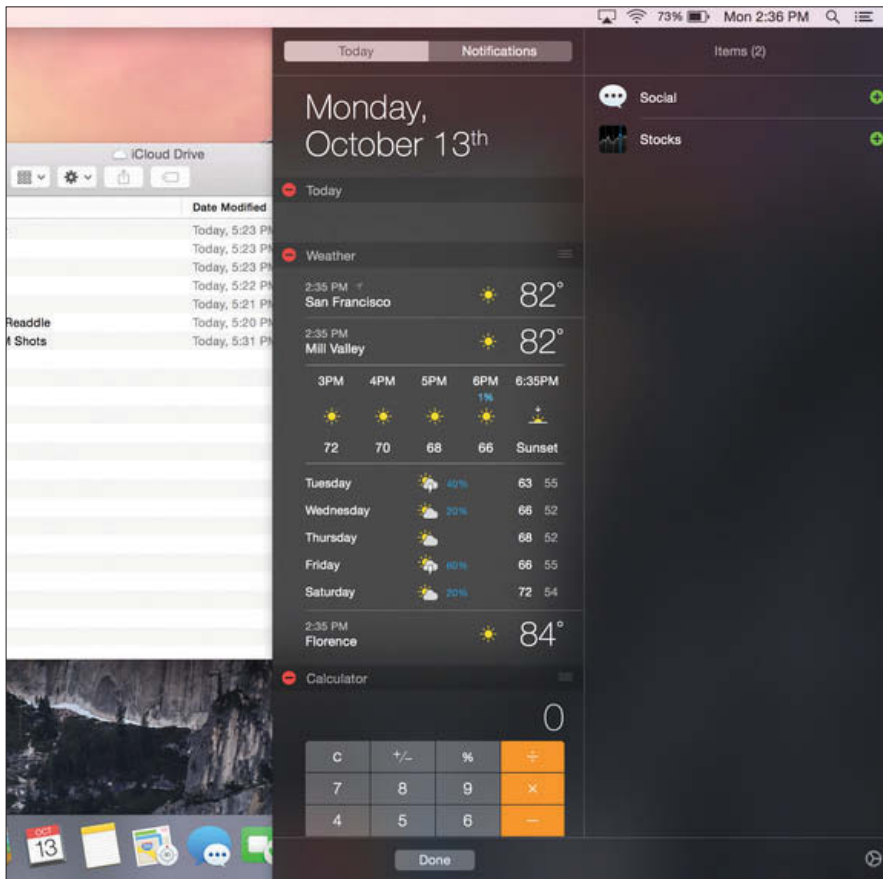 73% Mon 2:36 PM
Today Notifications
Items (2)
Monday,
October 13th
Social
Stocks
iCloud Drive
Date Modified
Today, 5:23 PM
Today, 5:23 PM
Today, 5:23 PM
Today, 5:22 PM
Today, 5:21 PM
Readdle Today, 5:20 PM
Shots Today, 5:31 PM
Today
Weather
2:35 PM
San Francisco 82°
2:35 PM
Mill Valley 82°
3PM 4PM 5PM 6PM 6:35PM
1%
72 70 68 66 Sunset
Tuesday 40% 63 55
Wednesday 20% 66 52
Thursday 68 52
Friday 60% 66 55
Saturday 20% 72 54
2:35 PM
Florence 84°
Calculator
0
C +/- % ÷
7 8 9 ×
4 5 6 −
OCT
13
Done